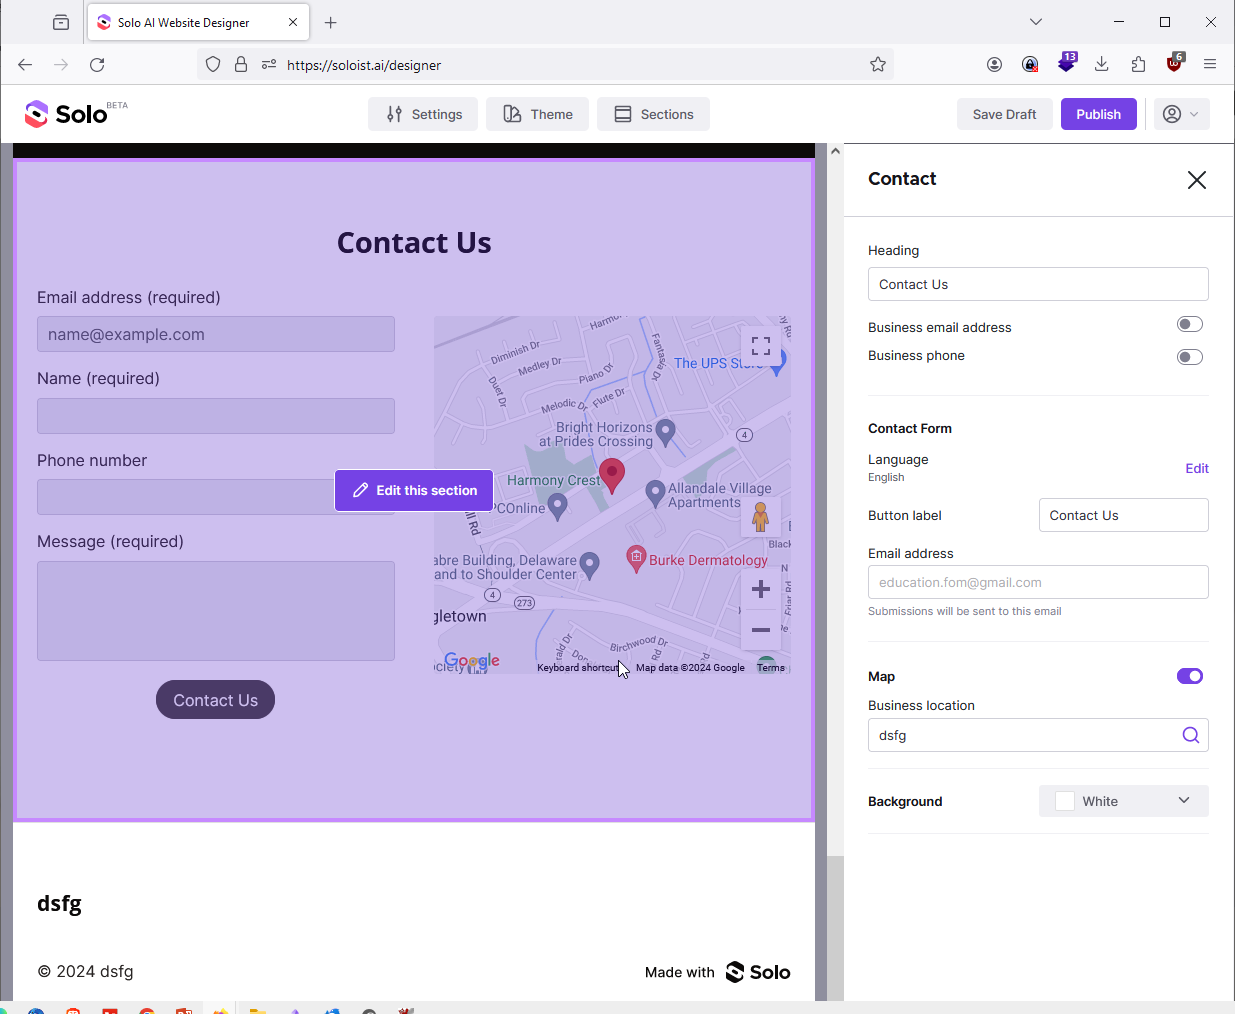 Solo AI Website Designer
https://soloist.ai/designer
13
6
Solo BETA
Settings
Theme
Sections
Save Draft
Publish
Contact Us
Email address (required)
name@example.com
Name (required)
Phone number
Message (required)
Contact Us
Edit this section
Diminish Dr
Medley Dr
Duet Dr
Piano Dr
Melodic Dr
Flute Dr
Fantasia Dr
The UPS Store
Bright Horizons
at Prides Crossing
4
Harmony Crest
Allandale Village
Apartments
PCOnline
Burke Dermatology
abre Building, Delaware
and to Shoulder Center
4
273
gletown
Birchwood Dr
Google
Keyboard shortcut
Map data ©2024 Google
Terms
dsfg
© 2024 dsfg
Made with Solo
Contact
Heading
Contact Us
Business email address
Business phone
Contact Form
Language
English
Edit
Button label
Contact Us
Email address
education.fom@gmail.com
Submissions will be sent to this email
Map
Business location
dsfg
Background
White